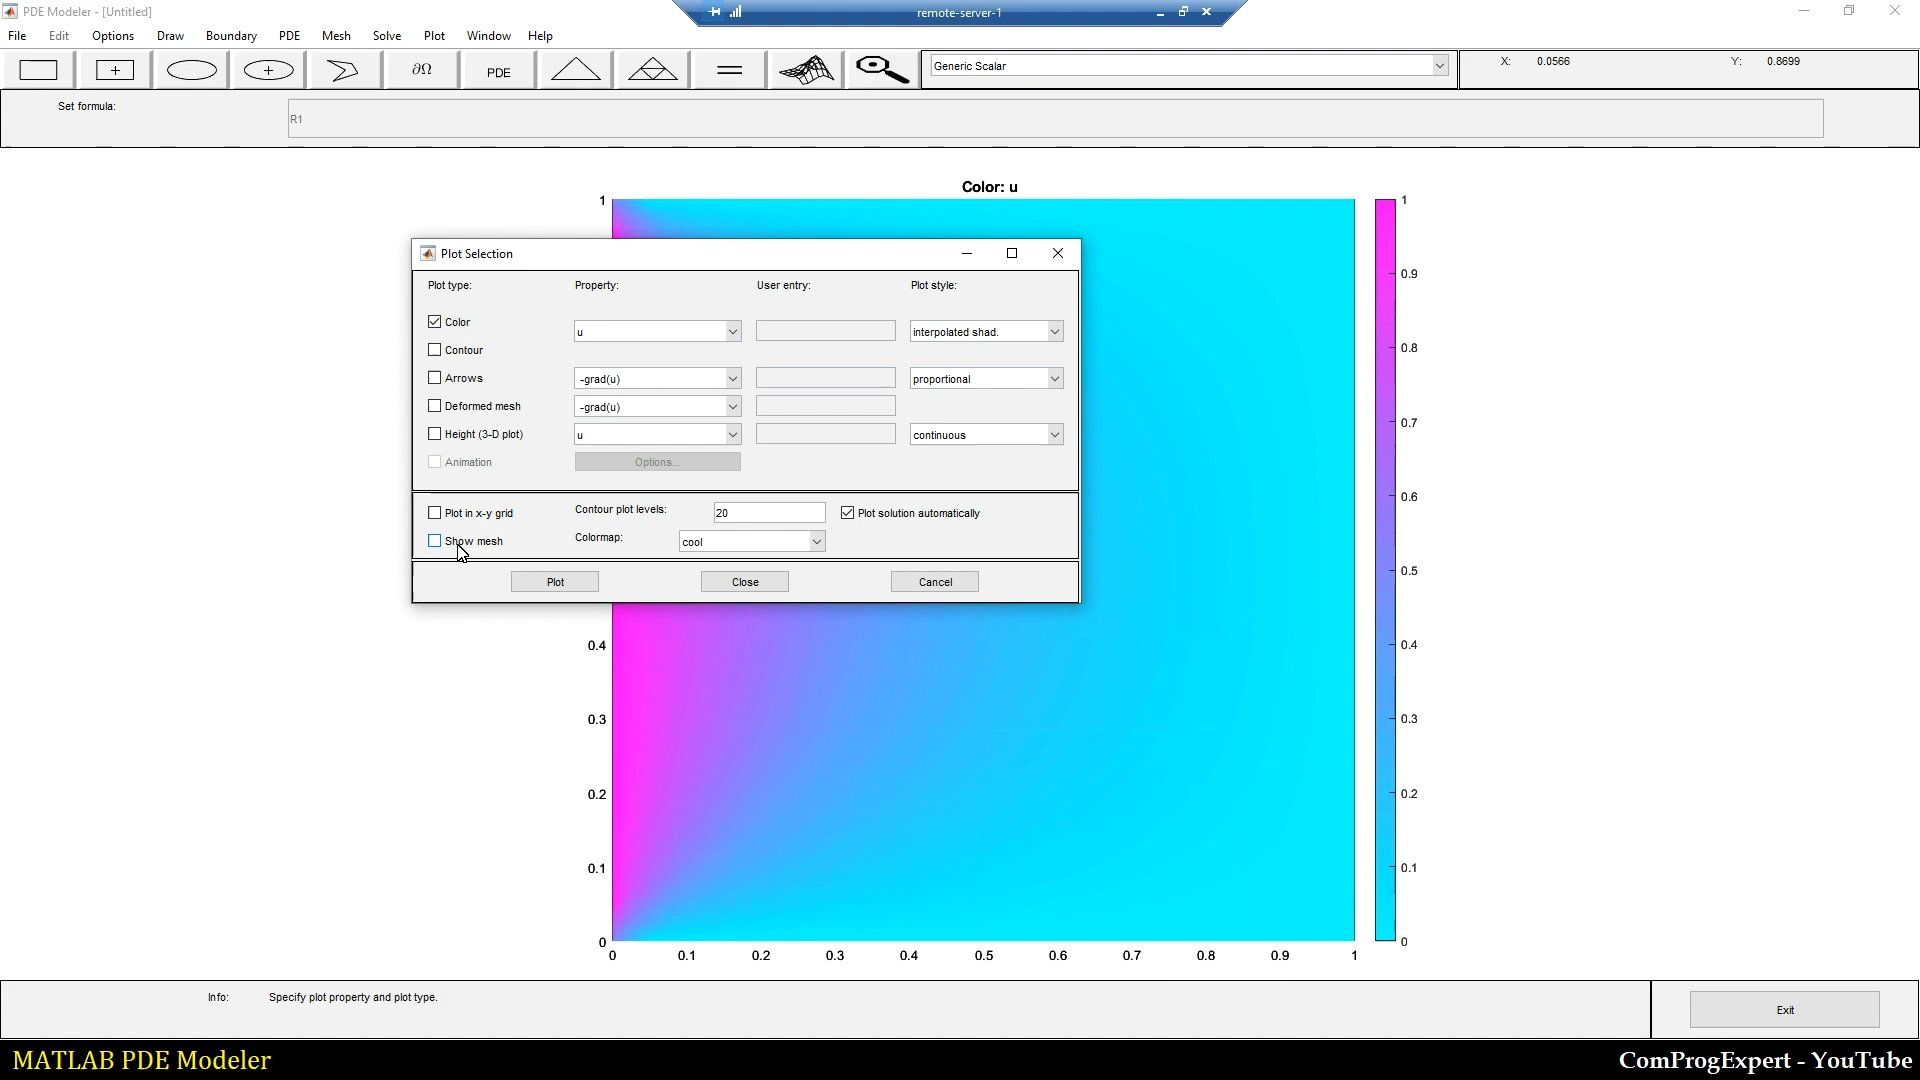 PDE Modeler - [Untitled]
remote-server-1
File Edit Options Draw Boundary PDE Mesh Solve Plot Window Help
∂Ω PDE
Generic Scalar
X: 0.0566 Y: 0.8699
Set formula:
R1
Color: u
Plot Selection
Plot type: Property: User entry: Plot style:
Color u interpolated shad.
Contour
Arrows -grad(u) proportional
Deformed mesh -grad(u)
Height (3-D plot) u continuous
Animation Options...
Plot in x-y grid Contour plot levels: 20 Plot solution automatically
Show mesh Colormap: cool
Plot Close Cancel
1
0.4
0.3
0.2
0.1
0
0 0.1 0.2 0.3 0.4 0.5 0.6 0.7 0.8 0.9 1
1
0.9
0.8
0.7
0.6
0.5
0.4
0.3
0.2
0.1
0
Info: Specify plot property and plot type.
Exit
MATLAB PDE Modeler
ComProgExpert - YouTube